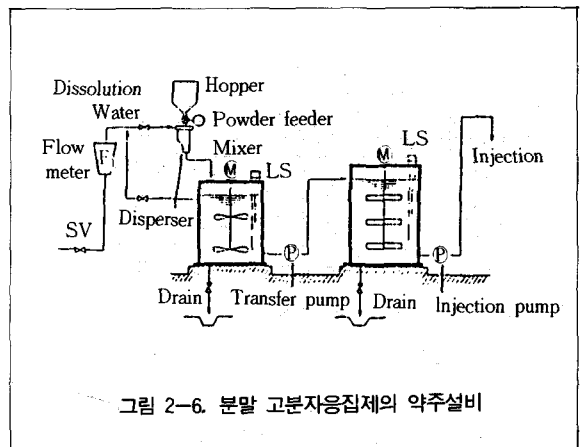 Hopper
Dissolution
Water
Powder feeder
Flow
meter
F
Mixer
M
LS
M
LS
Injection
Disperser
SV
P
P
Drain
Transfer pump
Drain
Injection pump
그림 2-6. 분말 고분자응집제의 약주설비